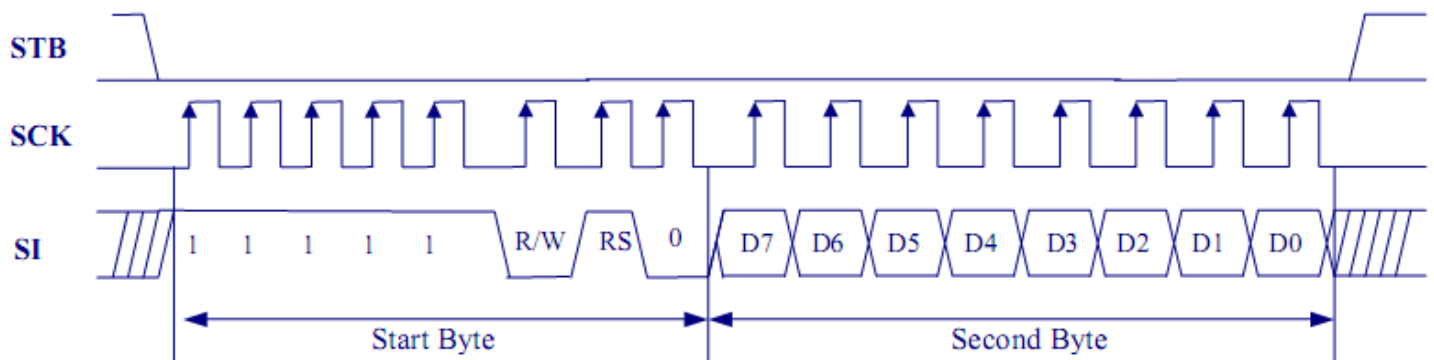 STB
SCK
SI 1 1 1 1 1 R/W RS 0 D7 D6 D5 D4 D3 D2 D1 D0
Start Byte Second Byte